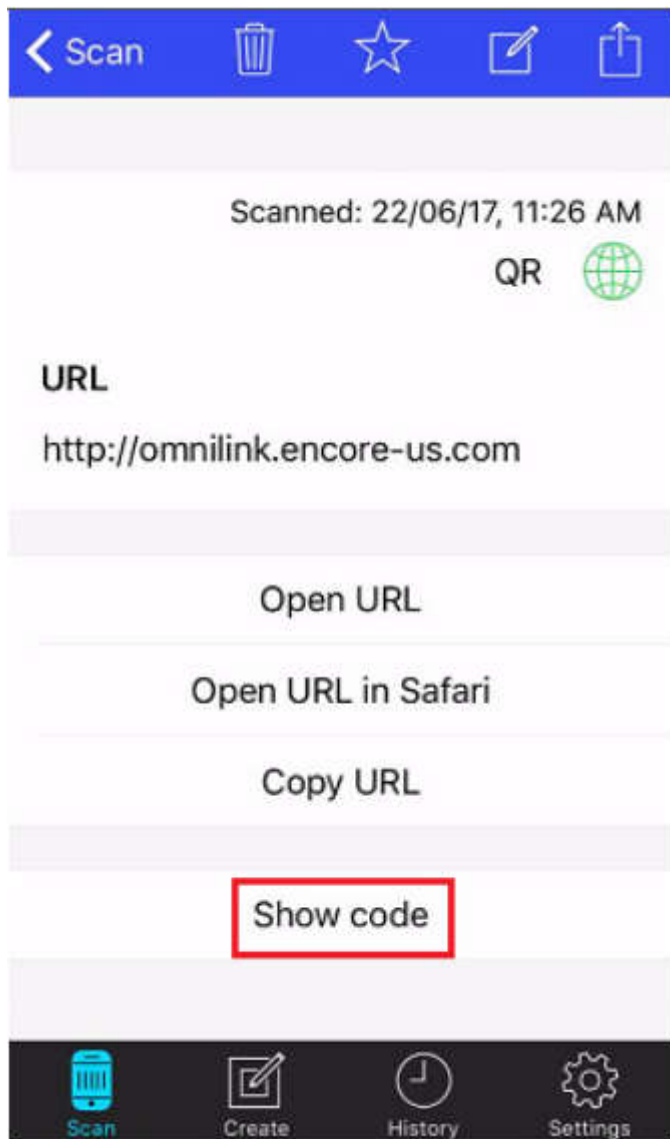 Scan
Scanned: 22/06/17, 11:26 AM
QR
URL
http://omnilink.encore-us.com
Open URL
Open URL in Safari
Copy URL
Show code
Scan Create History Settings